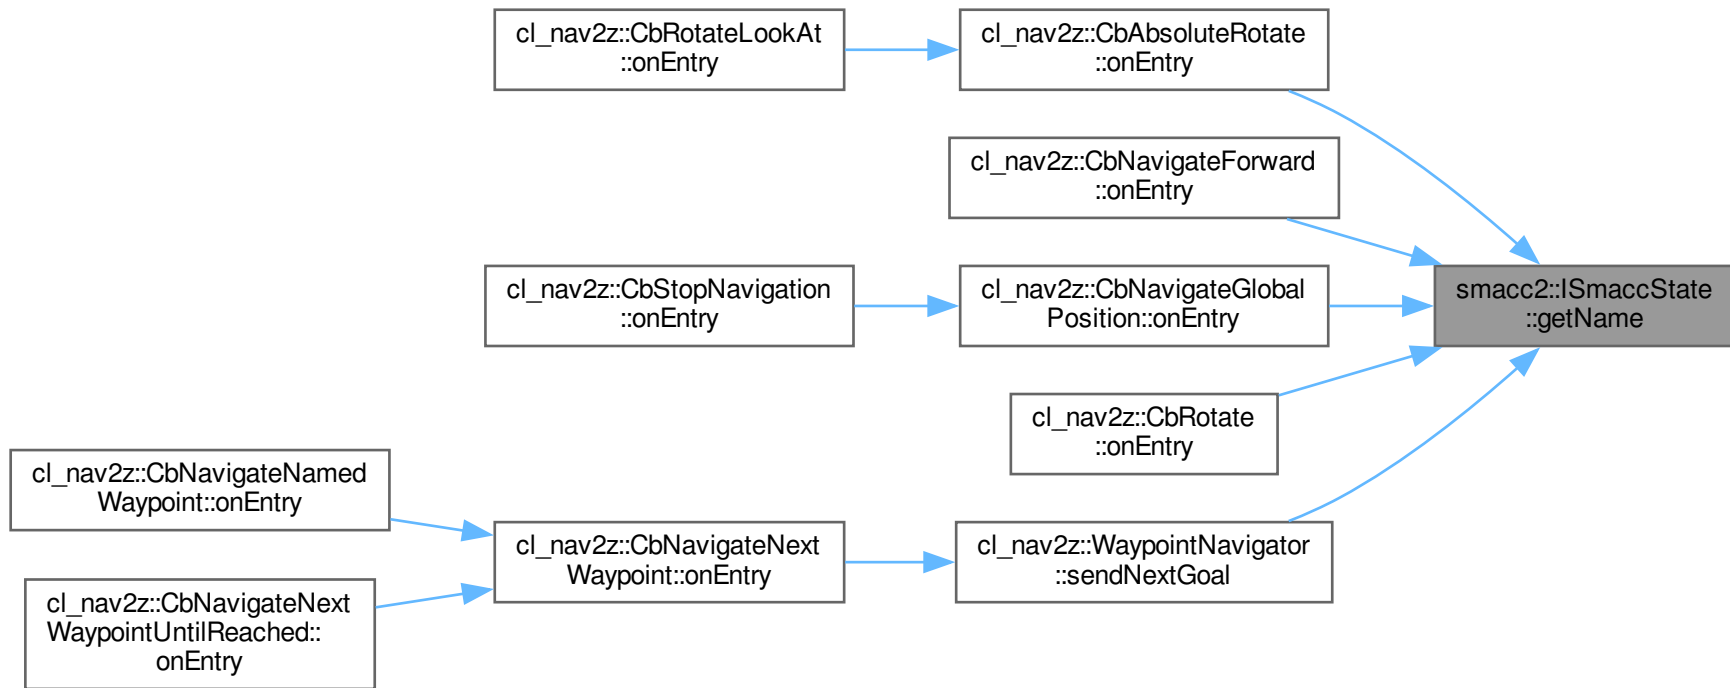 cl_nav2z::CbRotateLookAt
::onEntry
cl_nav2z::CbAbsoluteRotate
::onEntry
cl_nav2z::CbNavigateForward
::onEntry
cl_nav2z::CbStopNavigation
::onEntry
cl_nav2z::CbNavigateGlobal
Position::onEntry
smacc2::ISmaccState
::getName
cl_nav2z::CbRotate
::onEntry
cl_nav2z::CbNavigateNamed
Waypoint::onEntry
cl_nav2z::CbNavigateNext
Waypoint::onEntry
cl_nav2z::WaypointNavigator
::sendNextGoal
cl_nav2z::CbNavigateNext
WaypointUntilReached::
onEntry